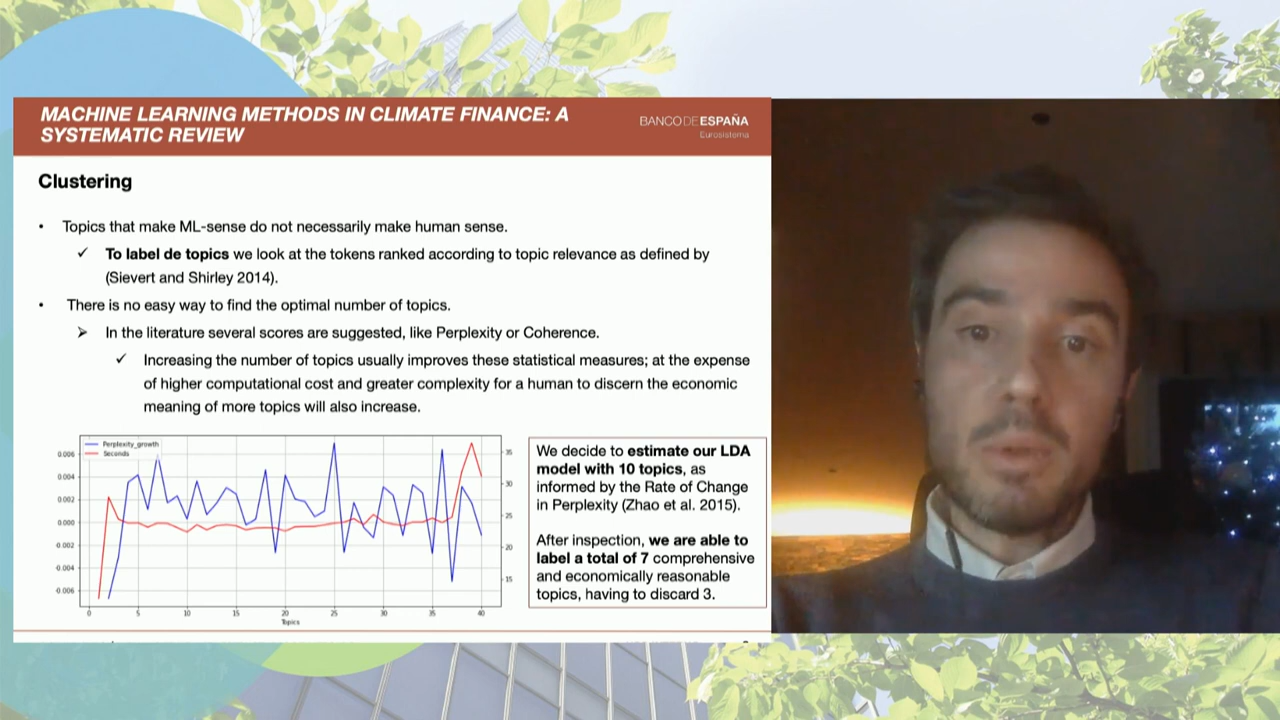 MACHINE LEARNING METHODS IN CLIMATE FINANCE: A
SYSTEMATIC REVIEW
BANCODEESPAÑA
Eurosistema
Clustering
• Topics that make ML-sense do not necessarily make human sense.
✓ To label de topics we look at the tokens ranked according to topic relevance as defined by
(Sievert and Shirley 2014).
• There is no easy way to find the optimal number of topics.
➢ In the literature several scores are suggested, like Perplexity or Coherence.
✓ Increasing the number of topics usually improves these statistical measures; at the expense
of higher computational cost and greater complexity for a human to discern the economic
meaning of more topics will also increase.
Perplexity_growth
Seconds
0.006
0.004
0.002
0.000
0.002
0.004
0.006
35
30
25
20
15
0 5 10 15 20 25 30 35 40
Topics
We decide to estimate our LDA
model with 10 topics, as
informed by the Rate of Change
in Perplexity (Zhao et al. 2015).
After inspection, we are able to
label a total of 7 comprehensive
and economically reasonable
topics, having to discard 3.